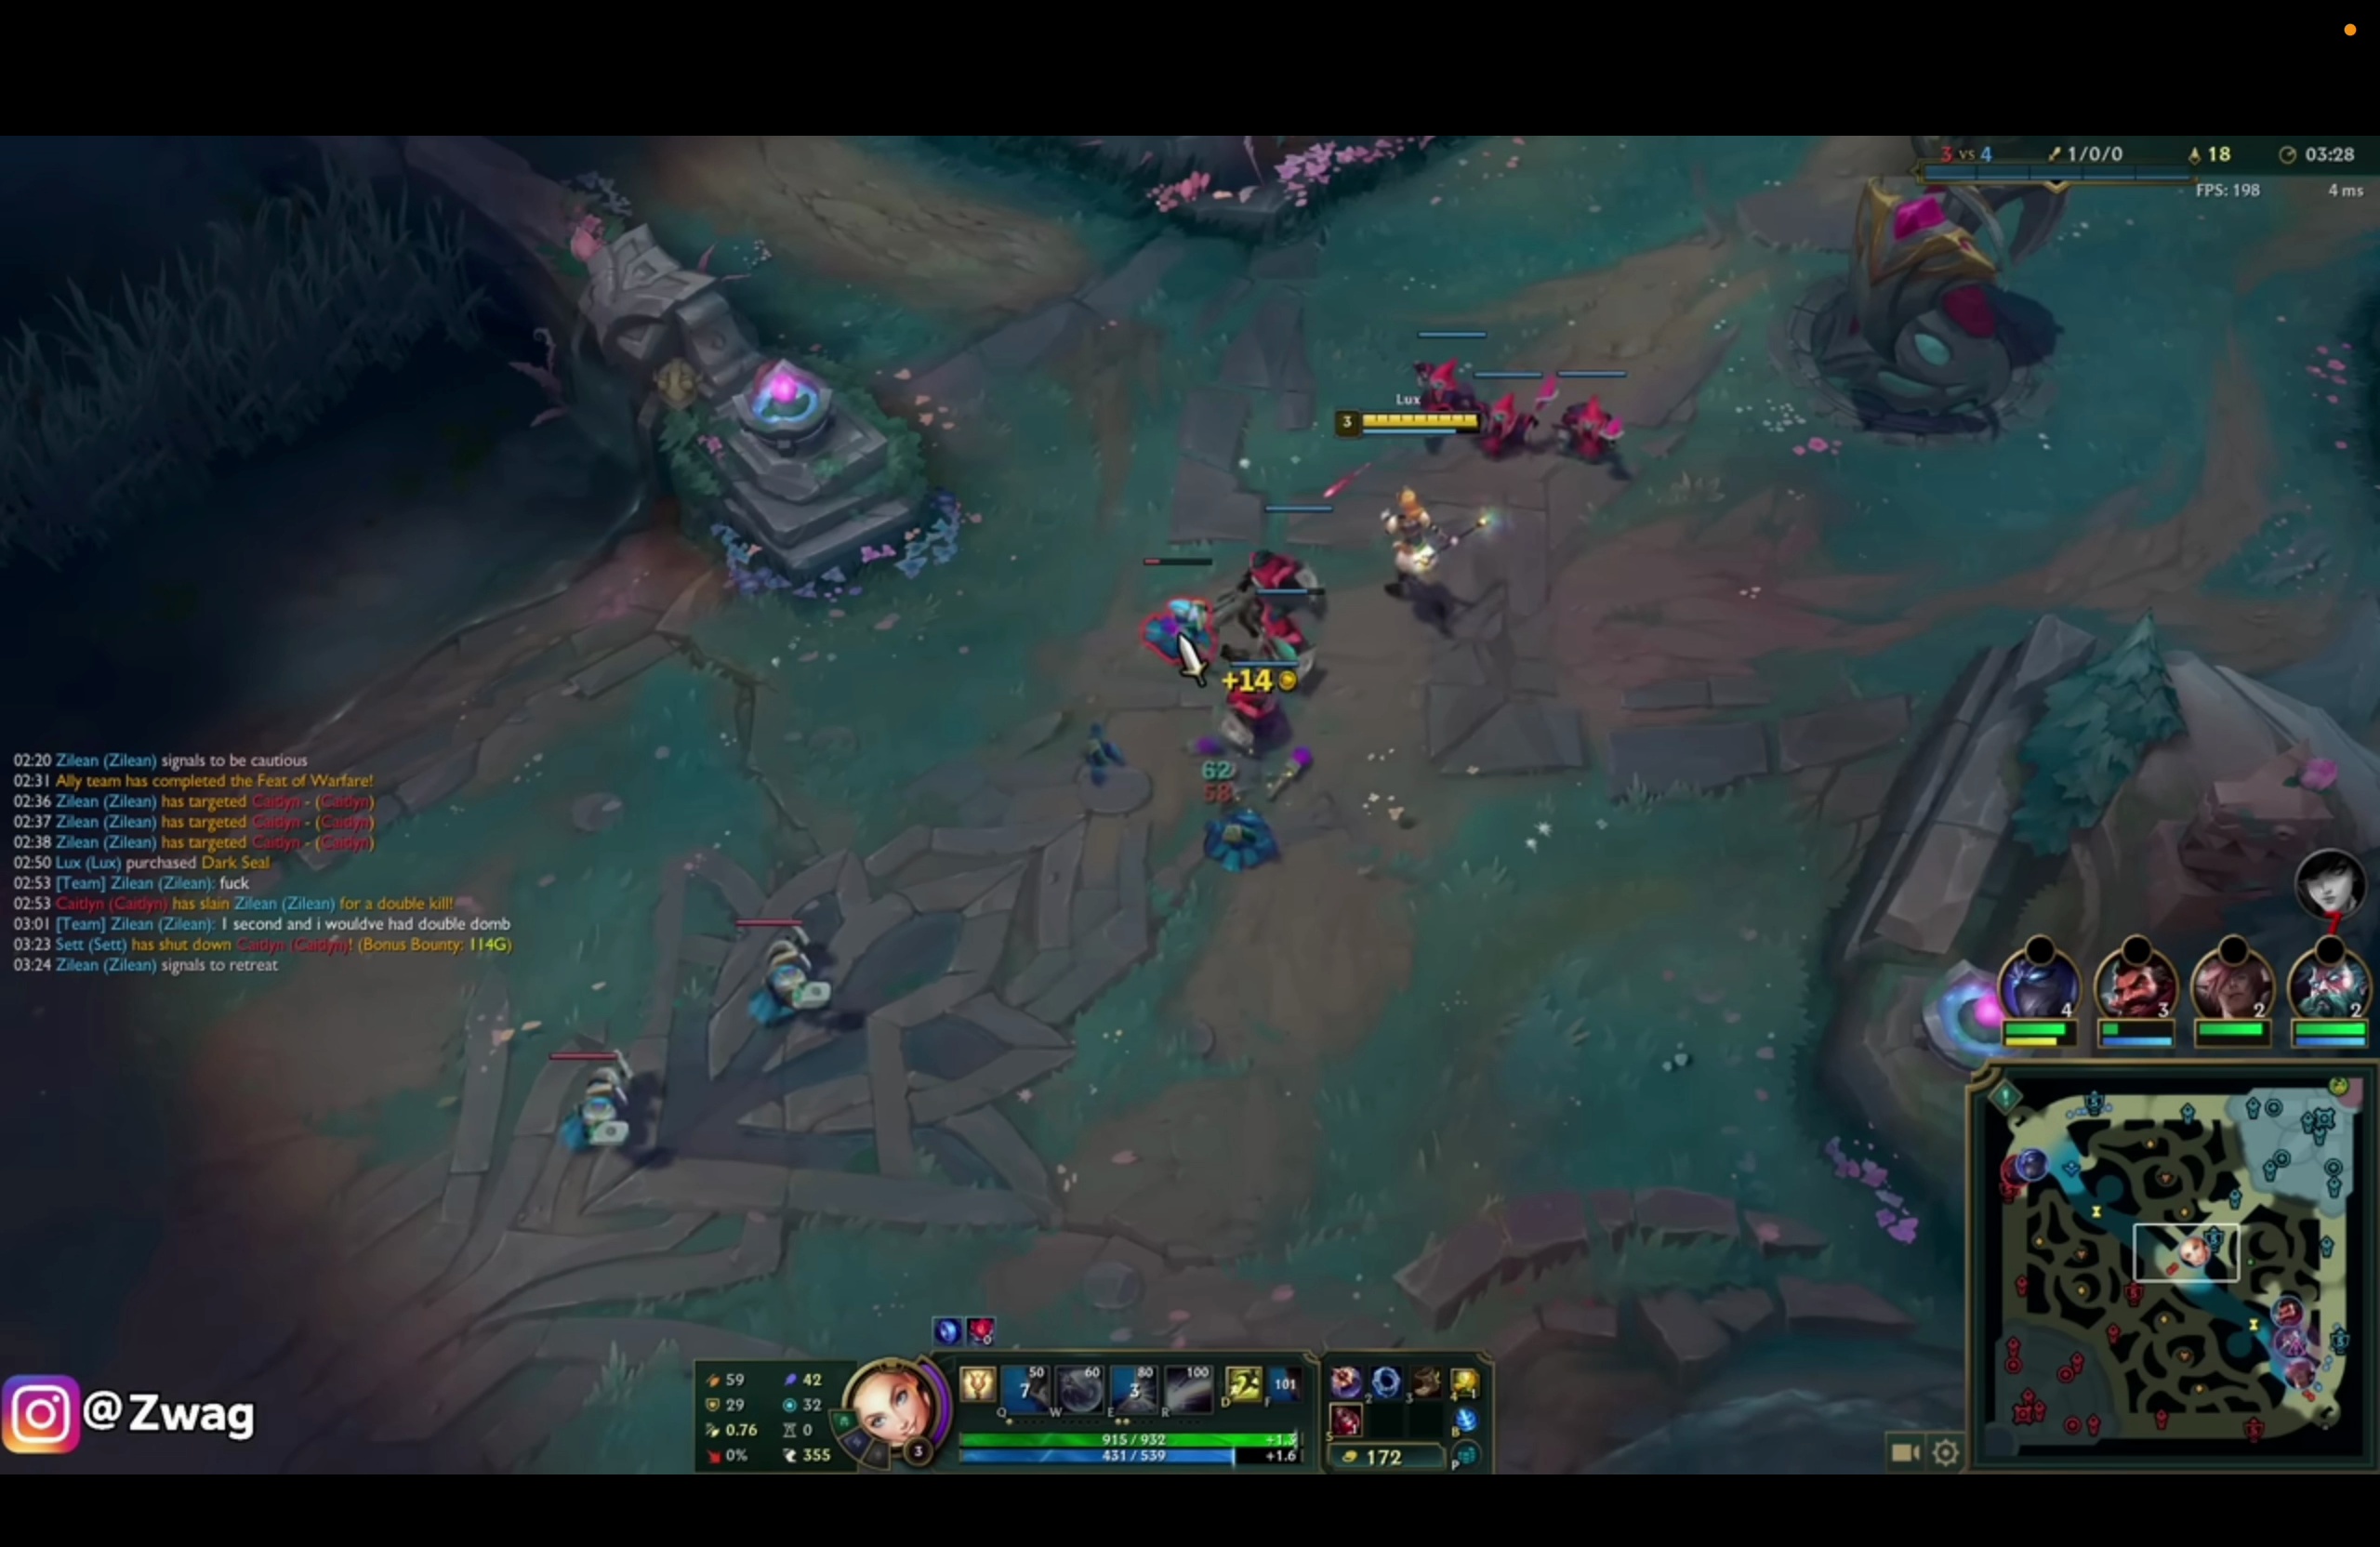 3 vs 4 1/0/0 18 03:28
FPS: 198 4 ms
Lux
3
+14
62
58
02:20 Zilean (Zilean) signals to be cautious
02:31 Ally team has completed the Feat of Warfare!
02:36 Zilean (Zilean) has targeted Caitlyn - (Caitlyn)
02:37 Zilean (Zilean) has targeted Caitlyn - (Caitlyn)
02:38 Zilean (Zilean) has targeted Caitlyn - (Caitlyn)
02:50 Lux (Lux) purchased Dark Seal
02:53 [Team] Zilean (Zilean): fuck
02:53 Caitlyn (Caitlyn) has slain Zilean (Zilean) for a double kill!
03:01 [Team] Zilean (Zilean): I second and i wouldve had double domb
03:23 Sett (Sett) has shut down Caitlyn (Caitlyn)! (Bonus Bounty: 114G)
03:24 Zilean (Zilean) signals to retreat
4 3 2 2
@Zwag
59 42
29 32
0.76 0
0% 355
3
50 60 80 100
7 3 101
Q W E R D F
915 / 932 +1.3
431 / 539 +1.6
2 3 4 1
5 B
172 P